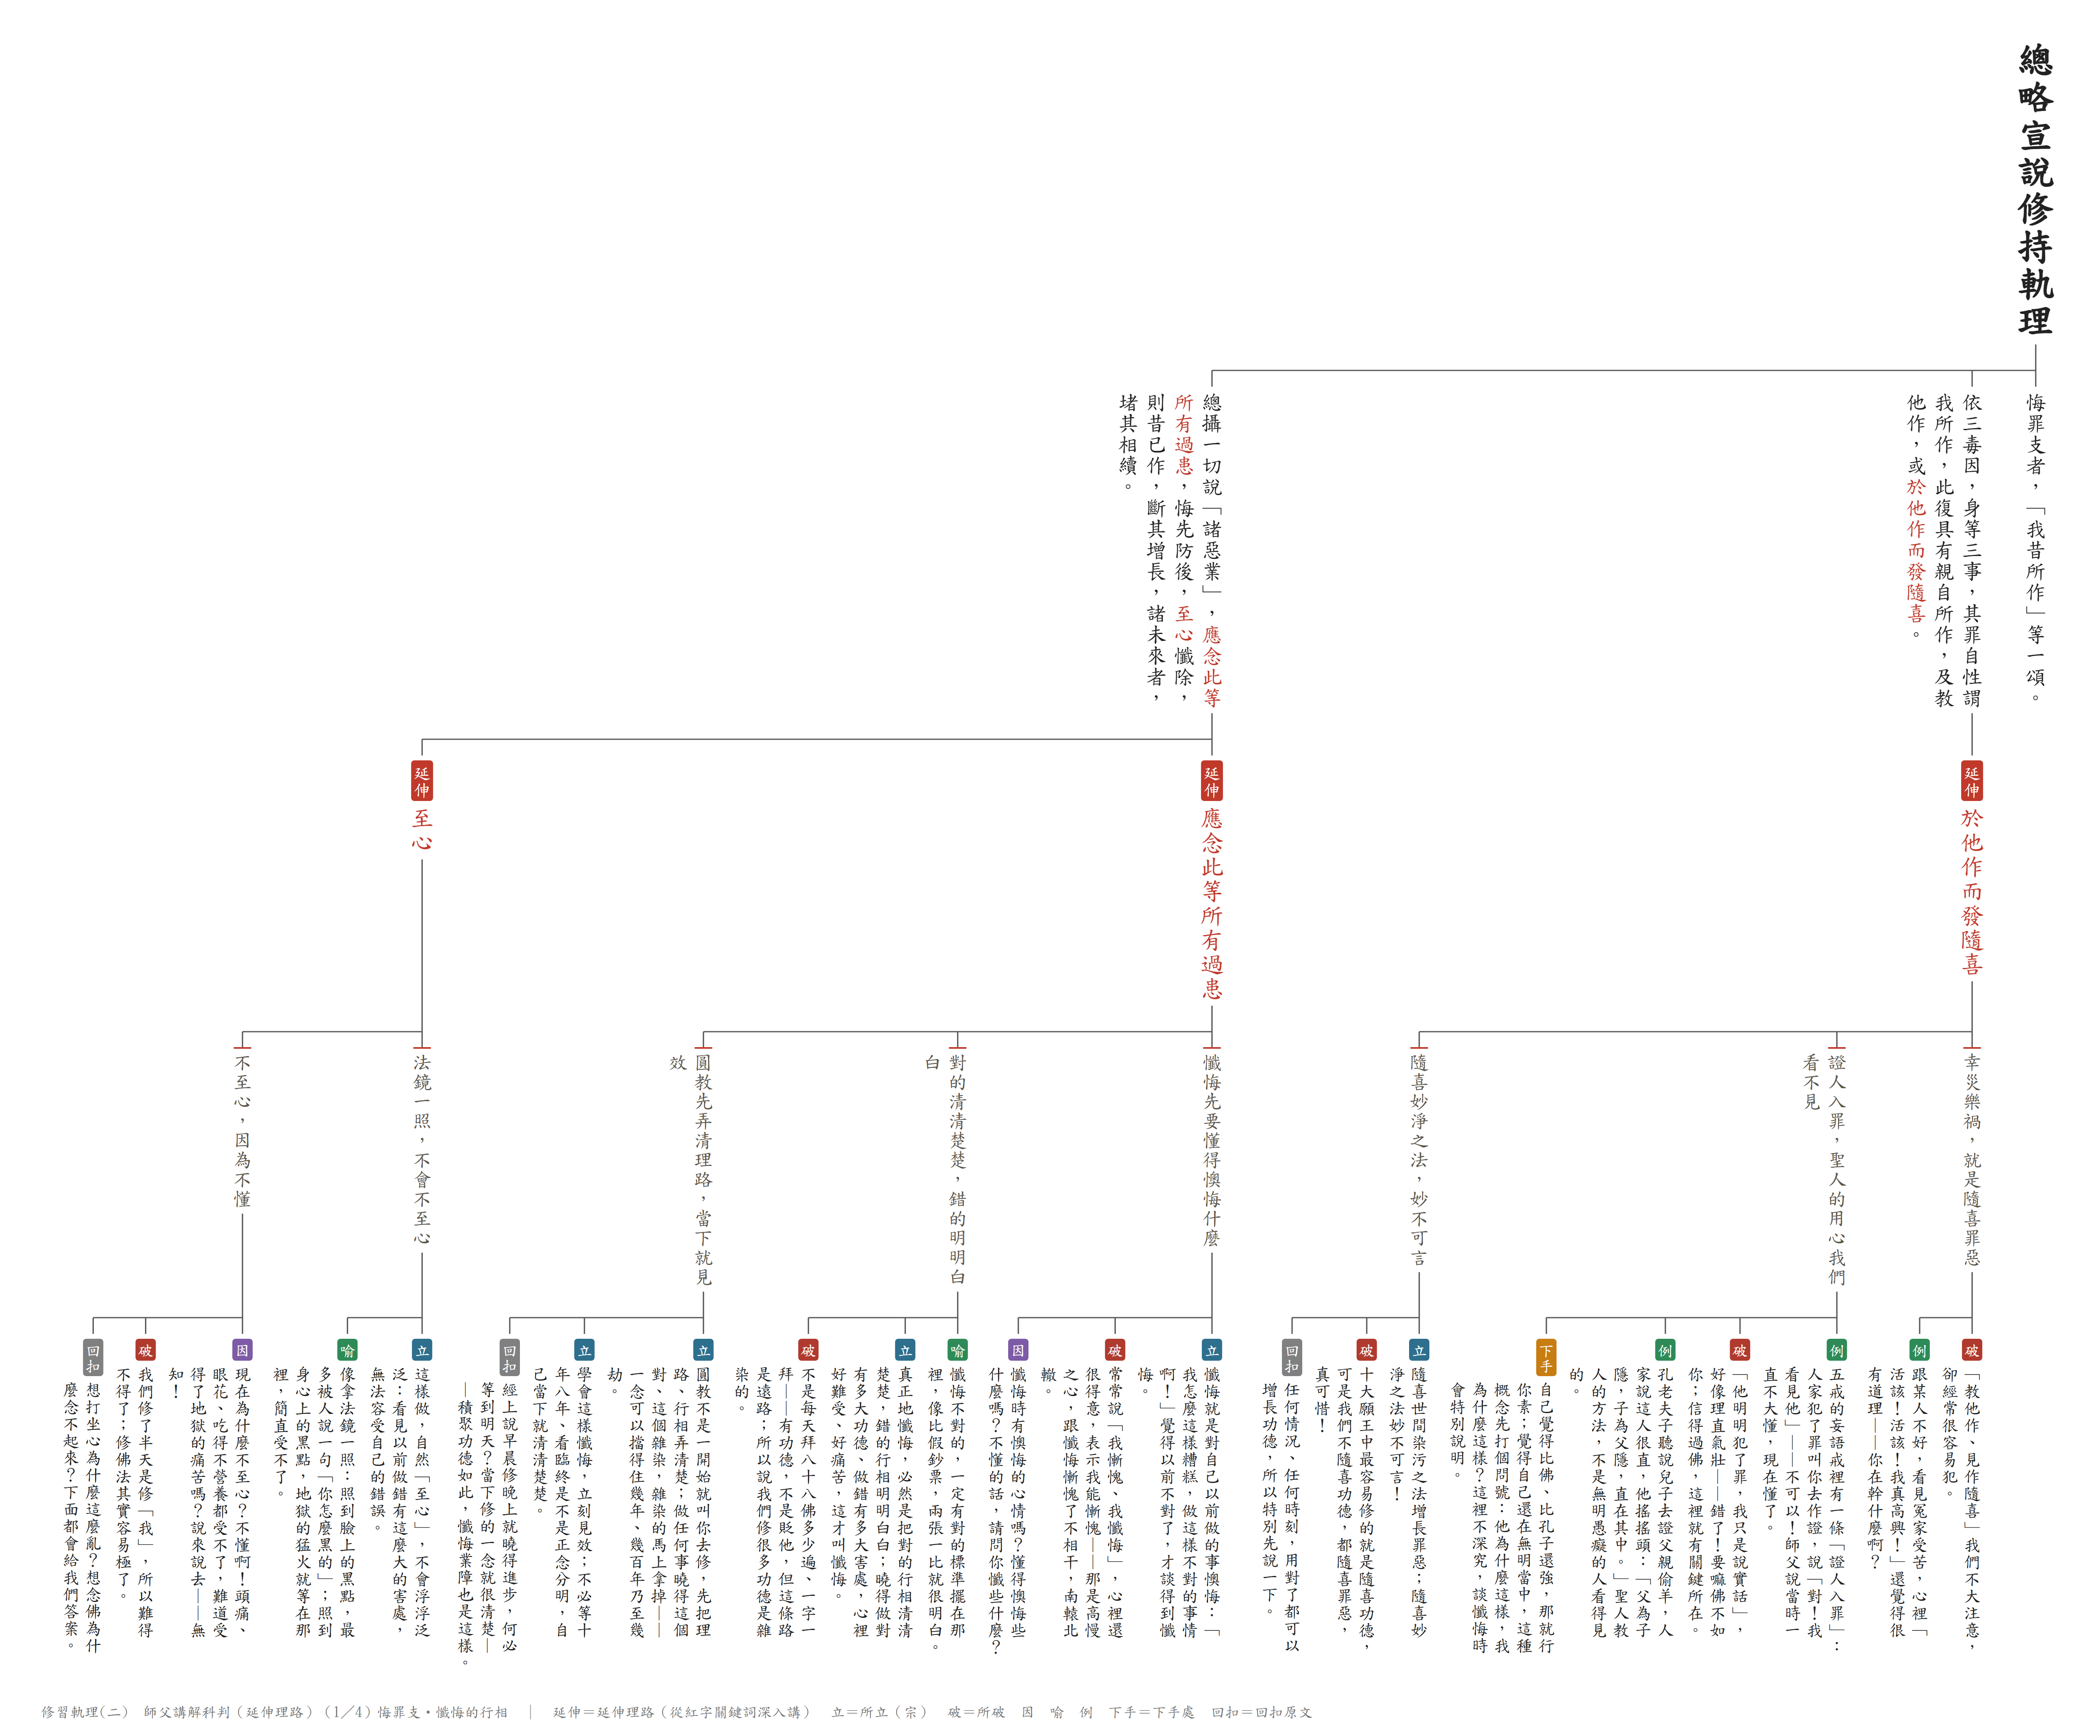 總略宣說修持軌理
悔罪支者，「我昔所作」等一頌。
依三毒因，身等三事，其罪自性謂
我所作，此復具有親自所作，及教
他作，或於他作而發隨喜。
總攝一切說「諸惡業」，應念此等
所有過患，悔先防後，至心懺除，
則昔已作，斷其增長，諸未來者，
堵其相續。
延伸
於他作而發隨喜
延伸
應念此等所有過患
延伸
至心
幸災樂禍，就是隨喜罪惡
證人入罪，聖人的用心我們
看不見
隨喜妙淨之法，妙不可言
懺悔先要懂得懊悔什麼
對的清清楚楚，錯的明明白
白
圓教先弄清理路，當下就見
效
法鏡一照，不會不至心
不至心，因為不懂
破
「教他作、見作隨喜」我們不大注意，
卻經常很容易犯。
例
跟某人不好，看見冤家受苦，心裡「
活該！活該！我真高興！」還覺得很
有道理——你在幹什麼啊？
例
五戒的妄語戒裡有一條「證人入罪」：
人家犯了罪叫你去作證，說「對！我
看見他」——不可以！師父說當時一
直不大懂，現在懂了。
破
「他明明犯了罪，我只是說實話」，
好像理直氣壯——錯了！要嘛佛不如
你；信得過佛，這裡就有關鍵所在。
例
孔老夫子聽說兒子去證父親偷羊，人
家說這人很直，他搖搖頭：「父為子
隱，子為父隱，直在其中。」聖人教
人的方法，不是無明愚癡的人看得見
的。
下手
自己覺得比佛、比孔子還強，那就行
你素；覺得自己還在無明當中，這種
概念先打個問號：他為什麼這樣，我
為什麼這樣？這裡不深究，談懺悔時
會特別說明。
立
隨喜世間染污之法增長罪惡；隨喜妙
淨之法妙不可言！
破
十大願王中最容易修的就是隨喜功德，
可是我們不隨喜功德，都隨喜罪惡，
真可惜！
回扣
任何情況、任何時刻，用對了都可以
增長功德，所以特別先說一下。
立
懺悔就是對自己以前做的事懊悔：「
我怎麼這樣糟糕，做這樣不對的事情
啊！」覺得以前不對了，才談得到懺
悔。
破
常常說「我慚愧、我懺悔」，心裡還
很得意，表示我能慚愧——那是高慢
之心，跟懺悔慚愧了不相干，南轅北
轍。
因
懺悔時有懊悔的心情嗎？懂得懊悔些
什麼嗎？不懂的話，請問你懺些什麼？
喻
懺悔不對的，一定有對的標準擺在那
裡，像比假鈔票，兩張一比就很明白。
立
真正地懺悔，必然是把對的行相清清
楚楚，錯的行相明明白白；曉得做對
有多大功德、做錯有多大害處，心裡
好難受、好痛苦，這才叫懺悔。
破
不是每天拜八十八佛多少遍、一字一
拜——有功德，不是貶他，但這條路
是遠路；所以說我們修很多功德是雜
染的。
立
圓教不是一開始就叫你去修，先把理
路、行相弄清楚；做任何事曉得這個
對、這個雜染，雜染的馬上拿掉——
一念可以擋得住幾年、幾百年乃至幾
劫。
立
學會這樣懺悔，立刻見效；不必等十
年八年、看臨終是不是正念分明，自
己當下就清清楚楚。
回扣
經上說早晨修晚上就曉得進步，何必
等到明天？當下修的一念就很清楚—
—積聚功德如此，懺悔業障也是這樣。
立
這樣做，自然「至心」，不會浮浮泛
泛：看見以前做錯有這麼大的害處，
無法容受自己的錯誤。
喻
像拿法鏡一照：照到臉上的黑點，最
多被人說一句「你怎麼黑的」；照到
身心上的黑點，地獄的猛火就等在那
裡，簡直受不了。
因
現在為什麼不至心？不懂啊！頭痛、
眼花、吃得不營養都受不了，難道受
得了地獄的痛苦嗎？說來說去——無
知！
破
我們修了半天是修「我」，所以難得
不得了；修佛法其實容易極了。
回扣
想打坐心為什麼這麼亂？想念佛為什
麼念不起來？下面都會給我們答案。
修習軌理(二)　師父講解科判（延伸理路）（1／4）悔罪支・懺悔的行相　｜　延伸＝延伸理路（從紅字關鍵詞深入講）　立＝所立（宗）　破＝所破　因　喻　例　下手＝下手處　回扣＝回扣原文